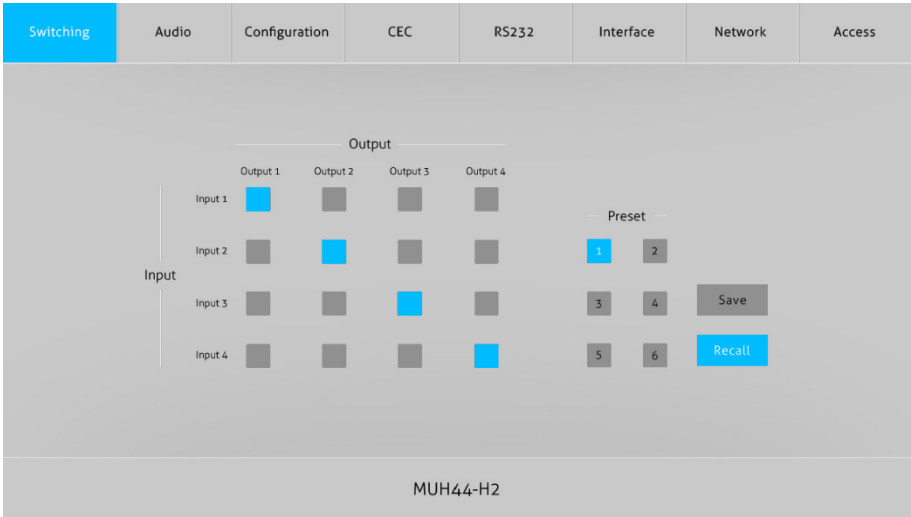 Switching Audio Configuration CEC RS232 Interface Network Access
Output
Output 1 Output 2 Output 3 Output 4
Input 1
Preset
Input 2
1 2
Input
Input 3
3 4
Save
Input 4
5 6
Recall
MUH44-H2